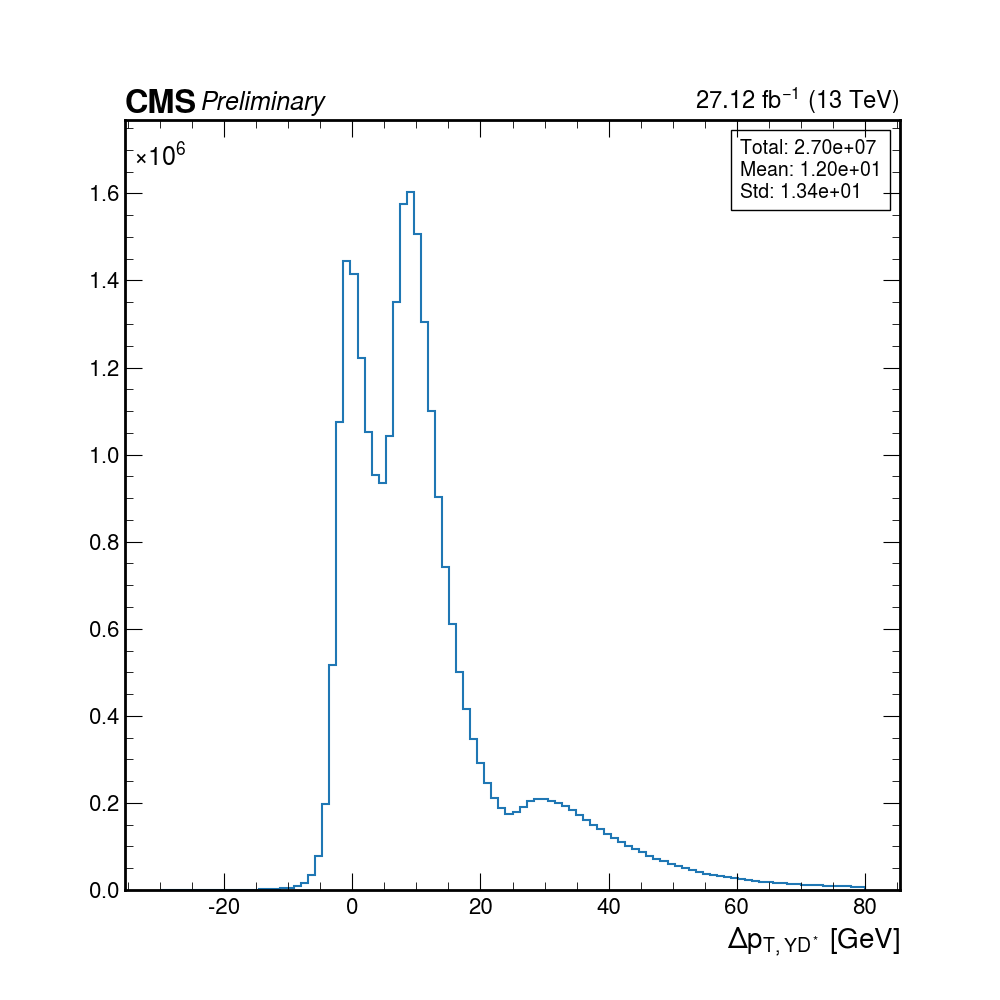 CMS Preliminary 27.12 fb⁻¹ (13 TeV)
×10⁶
Total: 2.70e+07
Mean: 1.20e+01
Std: 1.34e+01
1.6
1.4
1.2
1.0
0.8
0.6
0.4
0.2
0.0
-20 0 20 40 60 80
Δp_{T, YD*} [GeV]